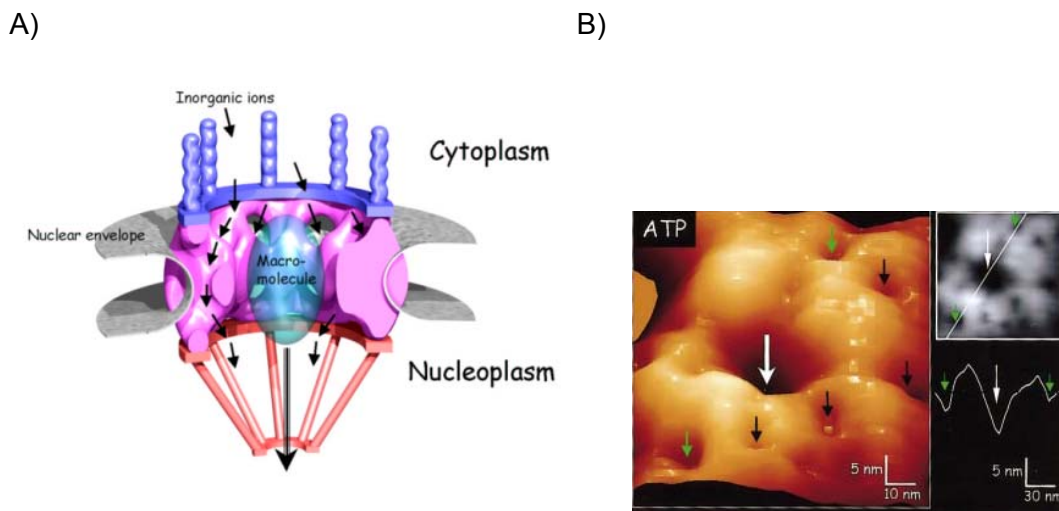 A)
Inorganic ions
Cytoplasm
Nuclear envelope
Macro-
molecule
Nucleoplasm
B)
ATP
5 nm
10 nm
5 nm
30 nm